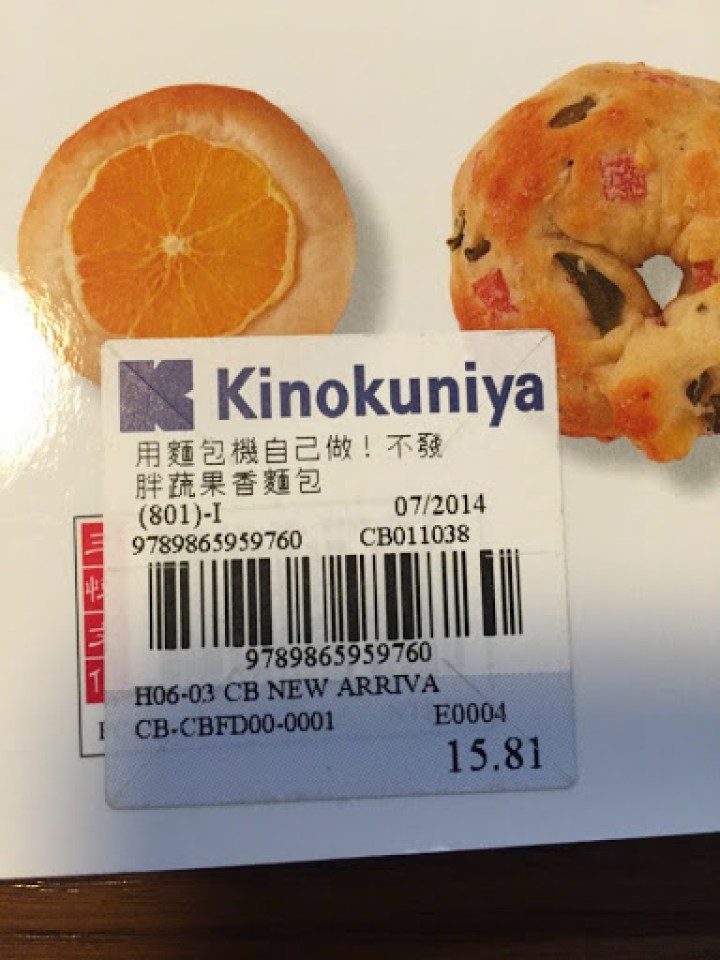 Kinokuniya
用麵包機自己做！不發
胖蔬果香麵包
(801)-I 07/2014
9789865959760 CB011038
9789865959760
H06-03 CB NEW ARRIVA
CB-CBFD00-0001 E0004
15.81